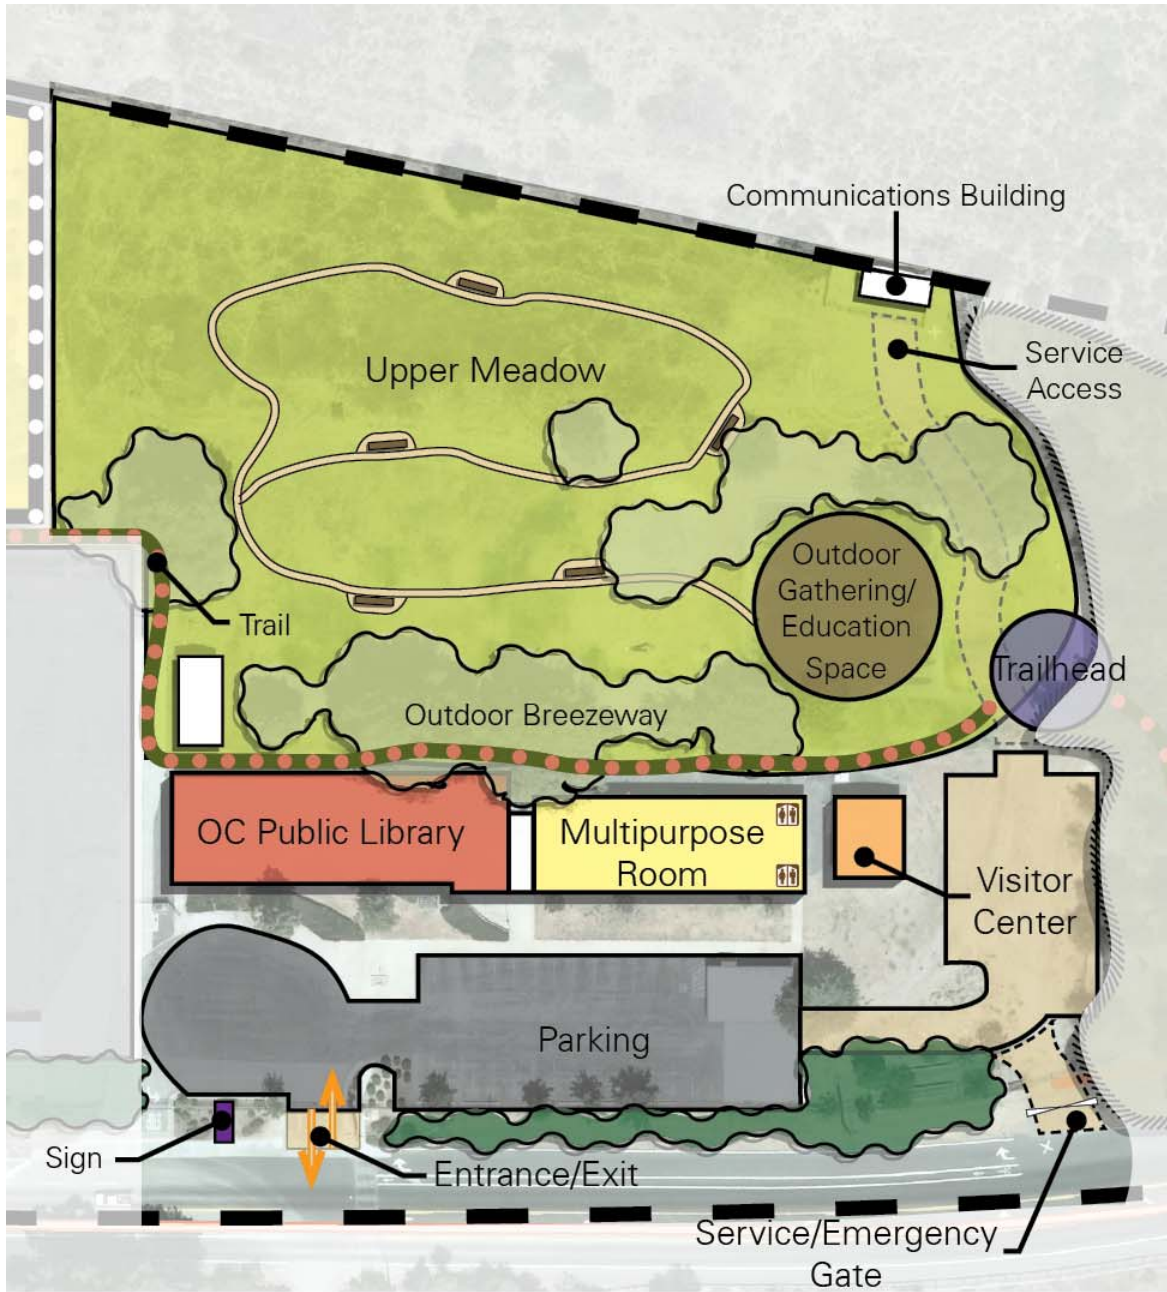 Communications Building
Service
Access
Upper Meadow
Outdoor
Gathering/
Education
Space
Trail
Trailhead
Outdoor Breezeway
OC Public Library
Multipurpose
Room
Visitor
Center
Parking
Sign
Entrance/Exit
Service/Emergency
Gate